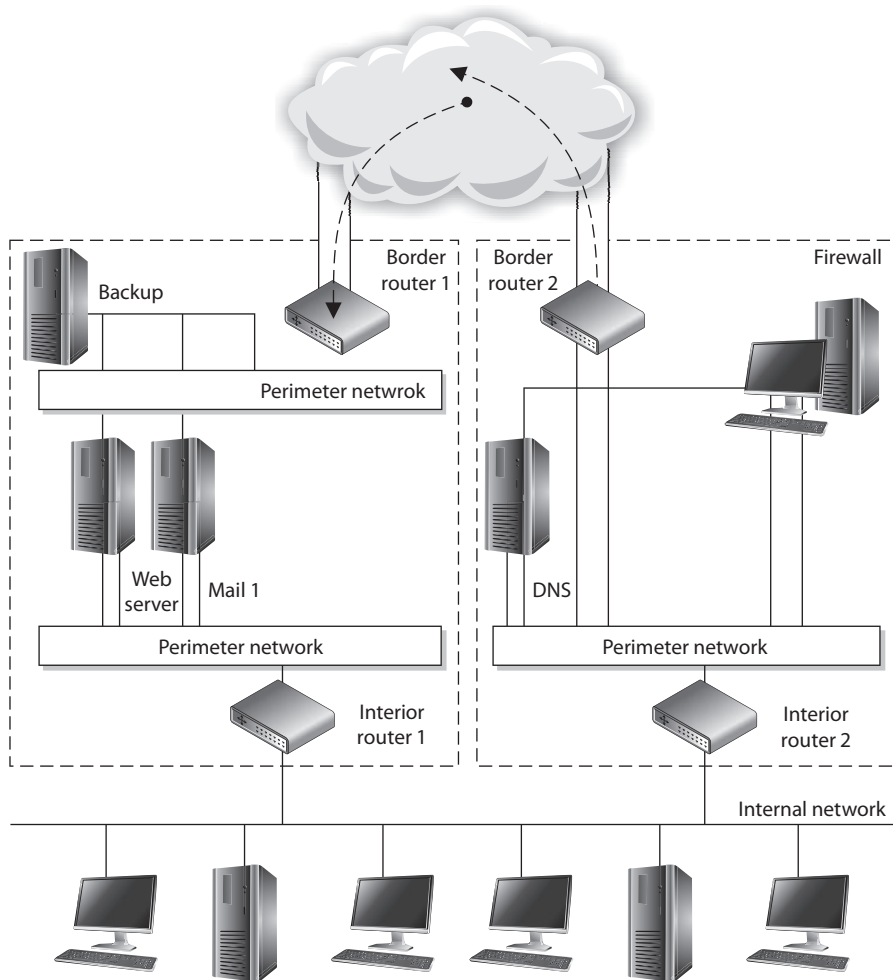 Border
router 1
Border
router 2
Firewall
Backup
Perimeter netwrok
Web
server
Mail 1
DNS
Perimeter network
Perimeter network
Interior
router 1
Interior
router 2
Internal network